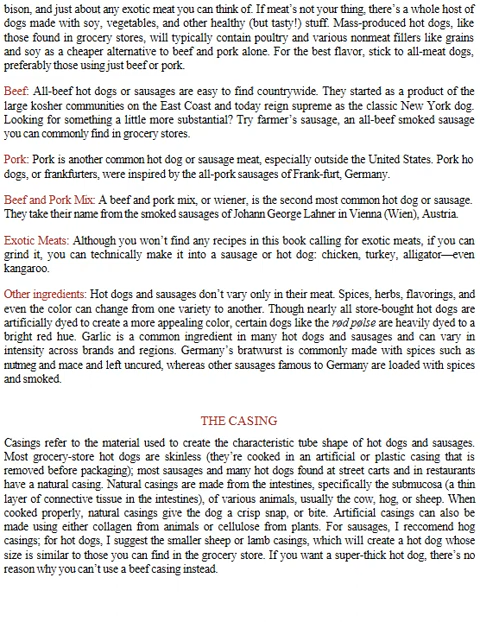 bison, and just about any exotic meat you can think of. If meat's not your thing, there's a whole host of
dogs made with soy, vegetables, and other healthy (but tasty!) stuff. Mass-produced hot dogs, like
those found in grocery stores, will typically contain poultry and various nonmeat fillers like grains
and soy as a cheaper alternative to beef and pork alone. For the best flavor, stick to all-meat dogs,
preferably those using just beef or pork.
Beef: All-beef hot dogs or sausages are easy to find countrywide. They started as a product of the
large kosher communities on the East Coast and today reign supreme as the classic New York dog.
Looking for something a little more substantial? Try farmer's sausage, an all-beef smoked sausage
you can commonly find in grocery stores.
Pork: Pork is another common hot dog or sausage meat, especially outside the United States. Pork ho
dogs, or frankfurters, were inspired by the all-pork sausages of Frank-furt, Germany.
Beef and Pork Mix: A beef and pork mix, or wiener, is the second most common hot dog or sausage.
They take their name from the smoked sausages of Johann George Lahner in Vienna (Wien), Austria.
Exotic Meats: Although you won't find any recipes in this book calling for exotic meats, if you can
grind it, you can technically make it into a sausage or hot dog: chicken, turkey, alligator—even
kangaroo.
Other ingredients: Hot dogs and sausages don't vary only in their meat. Spices, herbs, flavorings, and
even the color can change from one variety to another. Though nearly all store-bought hot dogs are
artificially dyed to create a more appealing color, certain dogs like the rød pølse are heavily dyed to a
bright red hue. Garlic is a common ingredient in many hot dogs and sausages and can vary in
intensity across brands and regions. Germany's bratwurst is commonly made with spices such as
nutmeg and mace and left uncured, whereas other sausages famous to Germany are loaded with spices
and smoked.
THE CASING
Casings refer to the material used to create the characteristic tube shape of hot dogs and sausages.
Most grocery-store hot dogs are skinless (they're cooked in an artificial or plastic casing that is
removed before packaging); most sausages and many hot dogs found at street carts and in restaurants
have a natural casing. Natural casings are made from the intestines, specifically the submucosa (a thin
layer of connective tissue in the intestines), of various animals, usually the cow, hog, or sheep. When
cooked properly, natural casings give the dog a crisp snap, or bite. Artificial casings can also be
made using either collagen from animals or cellulose from plants. For sausages, I reccomend hog
casings; for hot dogs, I suggest the smaller sheep or lamb casings, which will create a hot dog whose
size is similar to those you can find in the grocery store. If you want a super-thick hot dog, there's no
reason why you can't use a beef casing instead.